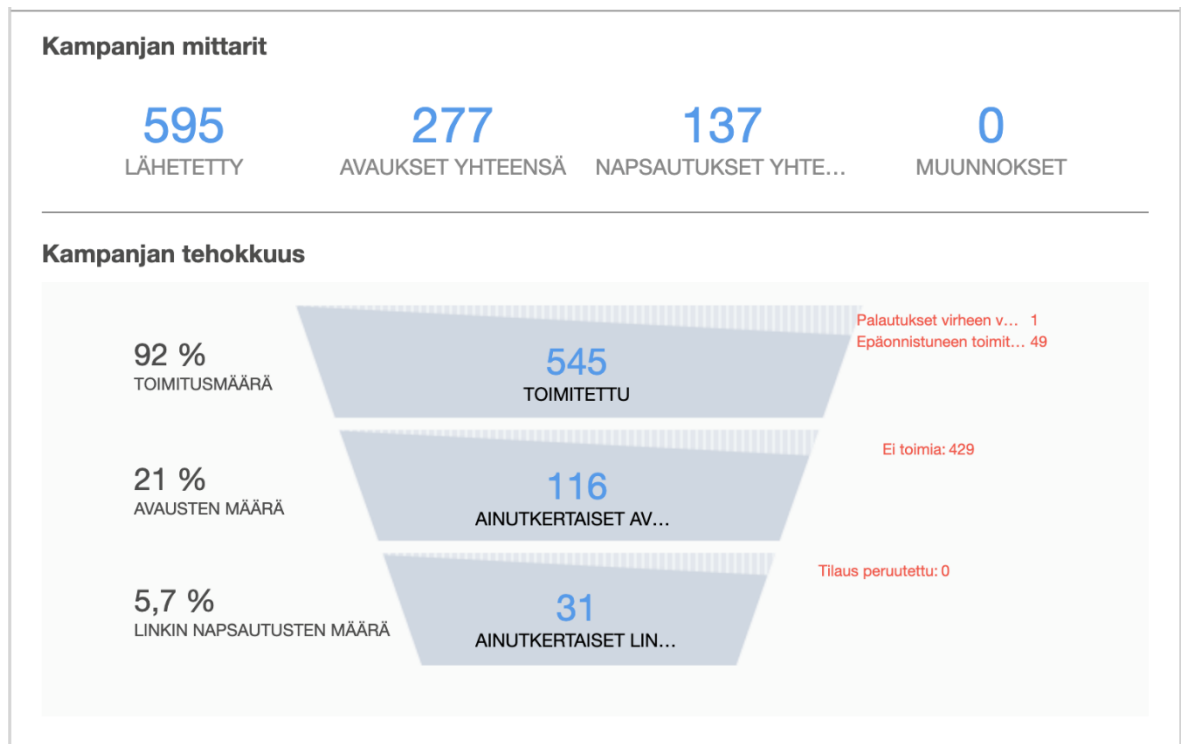 Kampanjan mittarit
595
LÄHETETTY
277
AVAUKSET YHTEENSÄ
137
NAPSAUTUKSET YHTE...
0
MUUNNOKSET
Kampanjan tehokkuus
92 %
TOIMITUSMÄÄRÄ
545
TOIMITETTU
Palautukset virheen v... 1
Epäonnistuneen toimit... 49
21 %
AVAUSTEN MÄÄRÄ
116
AINUTKERTAISET AV...
Ei toimia: 429
5,7 %
LINKIN NAPSAUTUSTEN MÄÄRÄ
31
AINUTKERTAISET LIN...
Tilaus peruutettu: 0